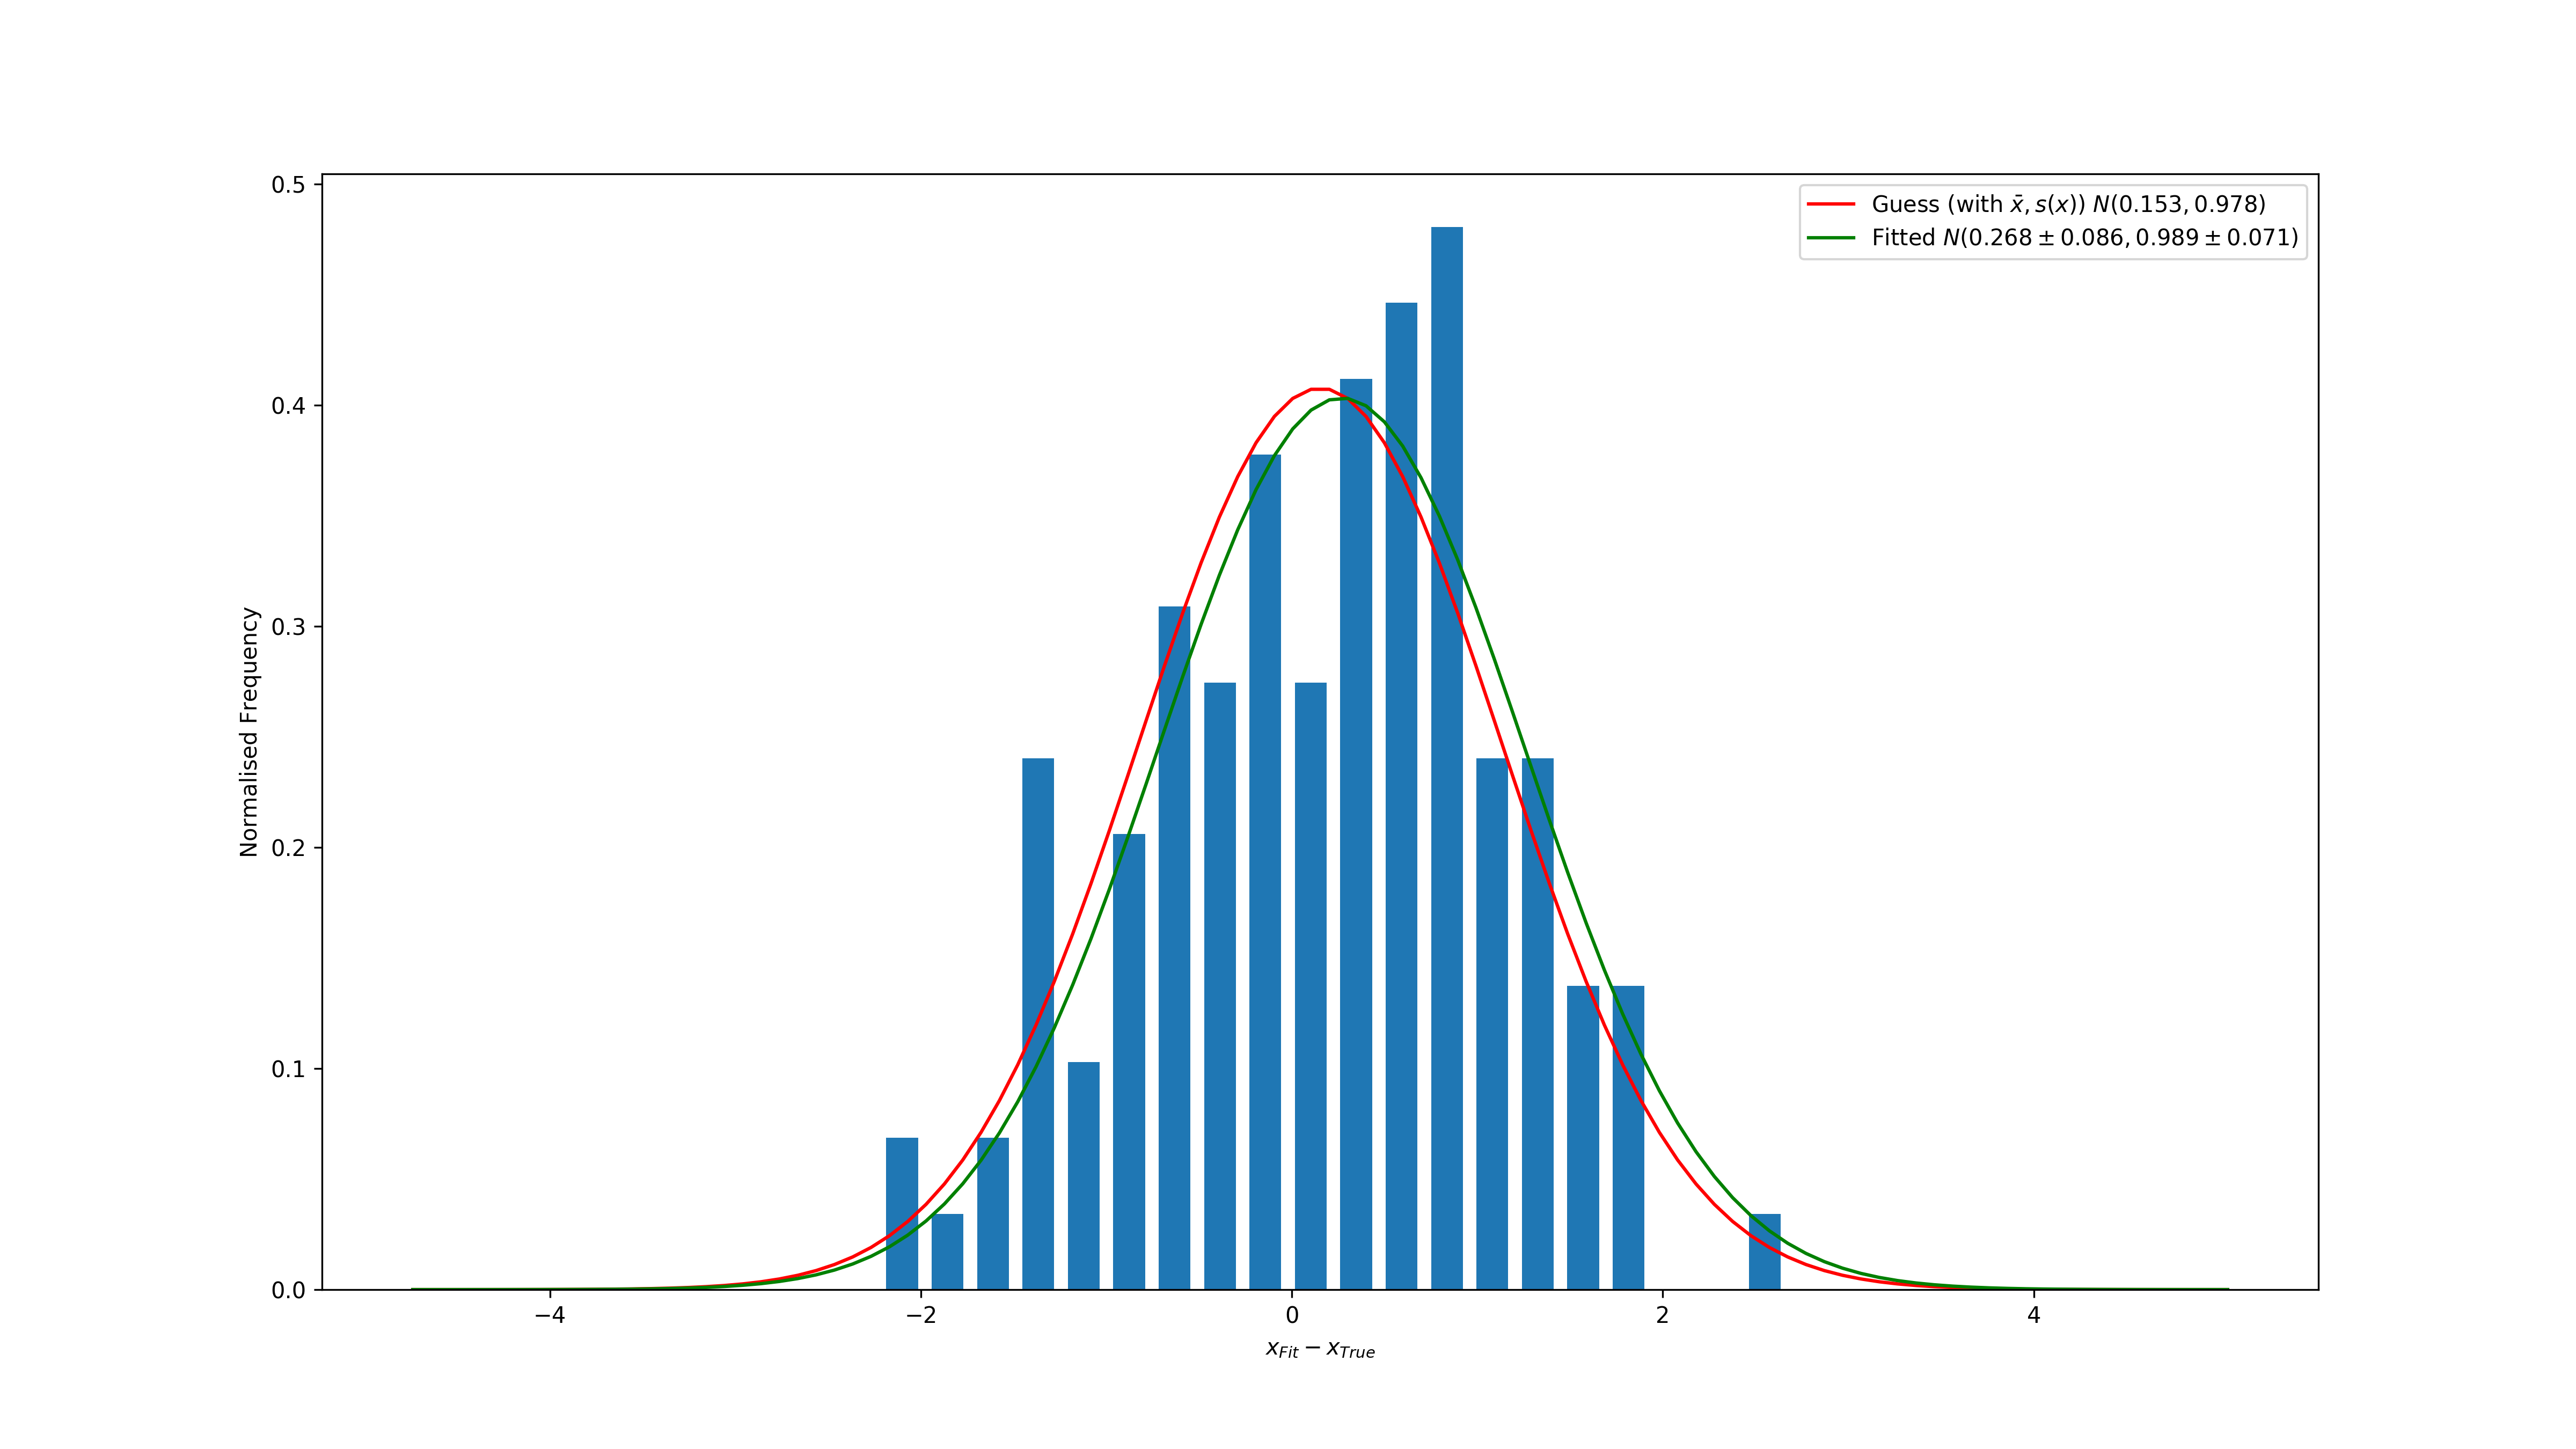 Guess (with x̄, s(x)) N(0.153, 0.978)
Fitted N(0.268 ± 0.086, 0.989 ± 0.071)
0.5
0.4
0.3
0.2
0.1
0.0
Normalised Frequency
−4
−2
0
2
4
x_Fit − x_True